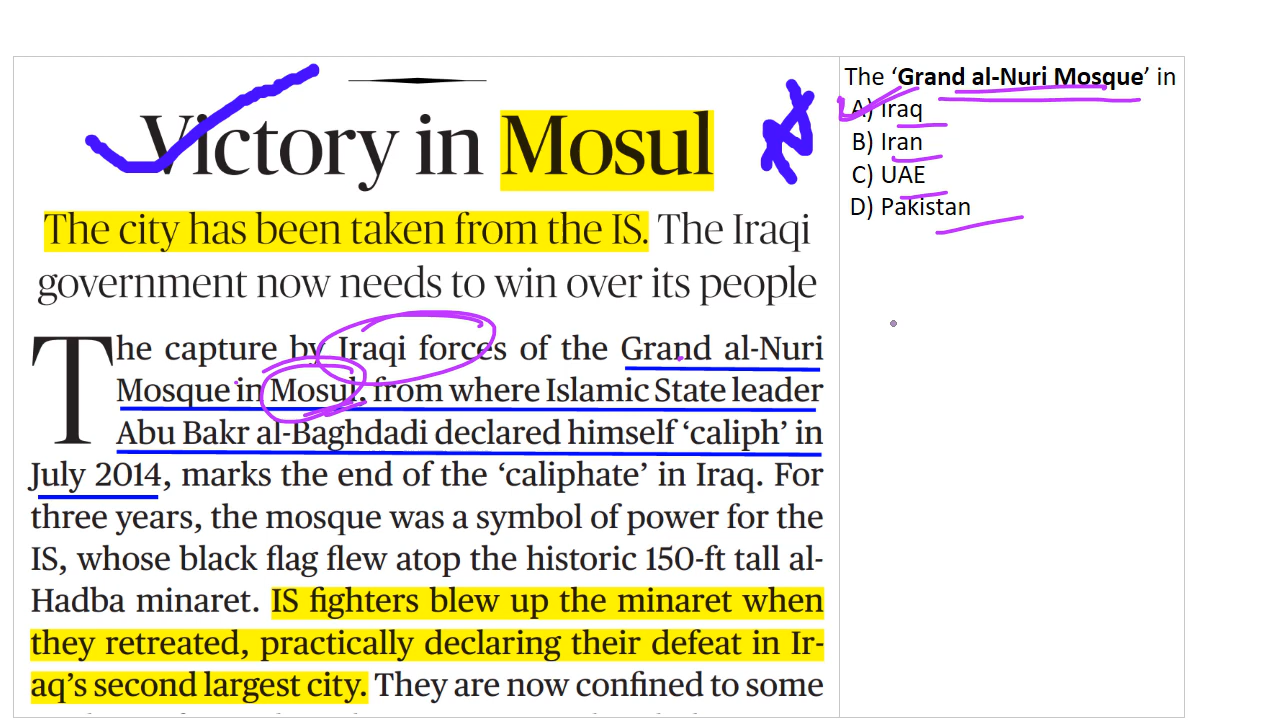 Victory in Mosul
The city has been taken from the IS. The Iraqi
government now needs to win over its people
The capture by Iraqi forces of the Grand al-Nuri
Mosque in Mosul, from where Islamic State leader
Abu Bakr al-Baghdadi declared himself ‘caliph’ in
July 2014, marks the end of the ‘caliphate’ in Iraq. For
three years, the mosque was a symbol of power for the
IS, whose black flag flew atop the historic 150-ft tall al-
Hadba minaret. IS fighters blew up the minaret when
they retreated, practically declaring their defeat in Ir-
aq’s second largest city. They are now confined to some
The ‘Grand al-Nuri Mosque’ in
A) Iraq
B) Iran
C) UAE
D) Pakistan